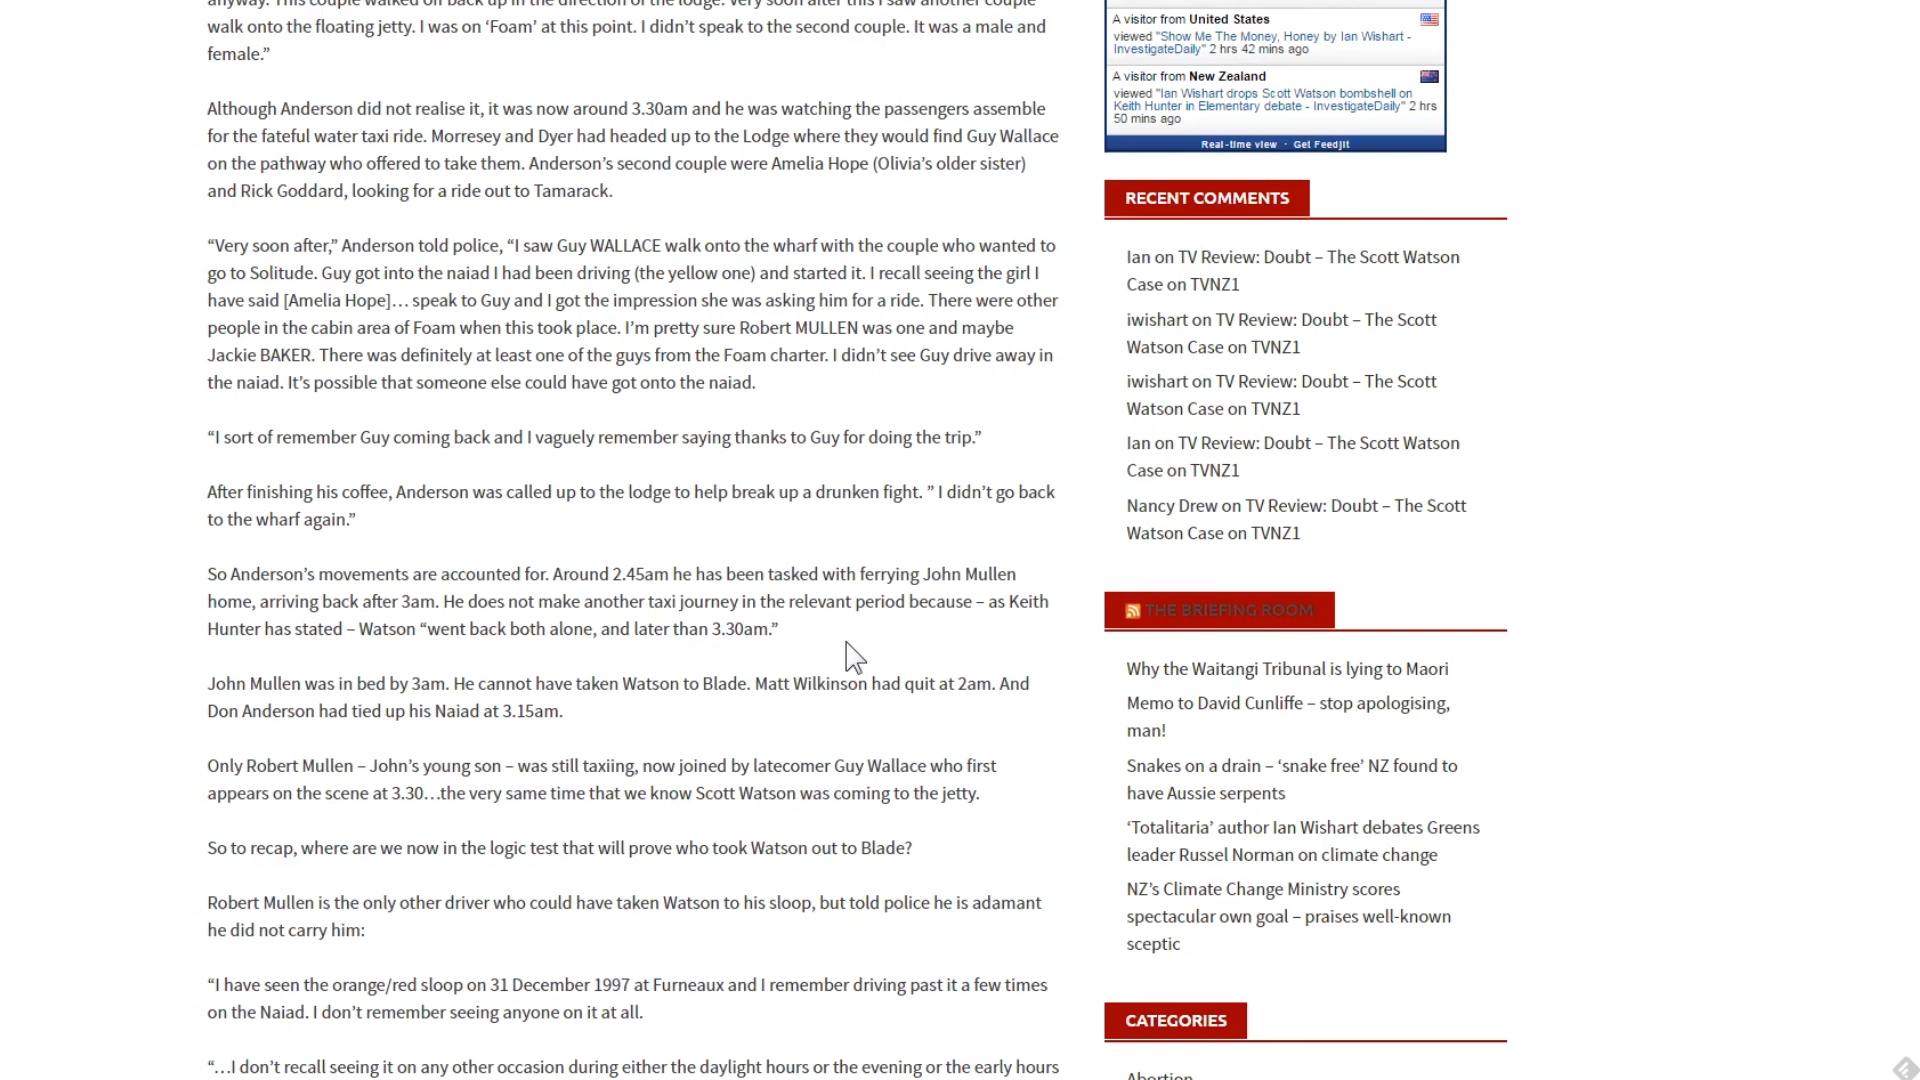 walk onto the floating jetty. I was on ‘Foam’ at this point. I didn’t speak to the second couple. It was a male and
female.”
Although Anderson did not realise it, it was now around 3.30am and he was watching the passengers assemble
for the fateful water taxi ride. Morresey and Dyer had headed up to the Lodge where they would find Guy Wallace
on the pathway who offered to take them. Anderson’s second couple were Amelia Hope (Olivia’s older sister)
and Rick Goddard, looking for a ride out to Tamarack.
“Very soon after,” Anderson told police, “I saw Guy WALLACE walk onto the wharf with the couple who wanted to
go to Solitude. Guy got into the naiad I had been driving (the yellow one) and started it. I recall seeing the girl I
have said [Amelia Hope]… speak to Guy and I got the impression she was asking him for a ride. There were other
people in the cabin area of Foam when this took place. I’m pretty sure Robert MULLEN was one and maybe
Jackie BAKER. There was definitely at least one of the guys from the Foam charter. I didn’t see Guy drive away in
the naiad. It’s possible that someone else could have got onto the naiad.
“I sort of remember Guy coming back and I vaguely remember saying thanks to Guy for doing the trip.”
After finishing his coffee, Anderson was called up to the lodge to help break up a drunken fight. ” I didn’t go back
to the wharf again.”
So Anderson’s movements are accounted for. Around 2.45am he has been tasked with ferrying John Mullen
home, arriving back after 3am. He does not make another taxi journey in the relevant period because – as Keith
Hunter has stated – Watson “went back both alone, and later than 3.30am.”
John Mullen was in bed by 3am. He cannot have taken Watson to Blade. Matt Wilkinson had quit at 2am. And
Don Anderson had tied up his Naiad at 3.15am.
Only Robert Mullen – John’s young son – was still taxiing, now joined by latecomer Guy Wallace who first
appears on the scene at 3.30…the very same time that we know Scott Watson was coming to the jetty.
So to recap, where are we now in the logic test that will prove who took Watson out to Blade?
Robert Mullen is the only other driver who could have taken Watson to his sloop, but told police he is adamant
he did not carry him:
“I have seen the orange/red sloop on 31 December 1997 at Furneaux and I remember driving past it a few times
on the Naiad. I don’t remember seeing anyone on it at all.
“…I don’t recall seeing it on any other occasion during either the daylight hours or the evening or the early hours
A visitor from United States
viewed "Show Me The Money, Honey by Ian Wishart -
InvestigateDaily" 2 hrs 42 mins ago
A visitor from New Zealand
viewed "Ian Wishart drops Scott Watson bombshell on
Keith Hunter in Elementary debate - InvestigateDaily" 2 hrs
50 mins ago
Real-time view · Get Feedjit
RECENT COMMENTS
Ian on TV Review: Doubt – The Scott Watson
Case on TVNZ1
iwishart on TV Review: Doubt – The Scott
Watson Case on TVNZ1
iwishart on TV Review: Doubt – The Scott
Watson Case on TVNZ1
Ian on TV Review: Doubt – The Scott Watson
Case on TVNZ1
Nancy Drew on TV Review: Doubt – The Scott
Watson Case on TVNZ1
THE BRIEFING ROOM
Why the Waitangi Tribunal is lying to Maori
Memo to David Cunliffe – stop apologising,
man!
Snakes on a drain – ‘snake free’ NZ found to
have Aussie serpents
‘Totalitaria’ author Ian Wishart debates Greens
leader Russel Norman on climate change
NZ’s Climate Change Ministry scores
spectacular own goal – praises well-known
sceptic
CATEGORIES
Abortion